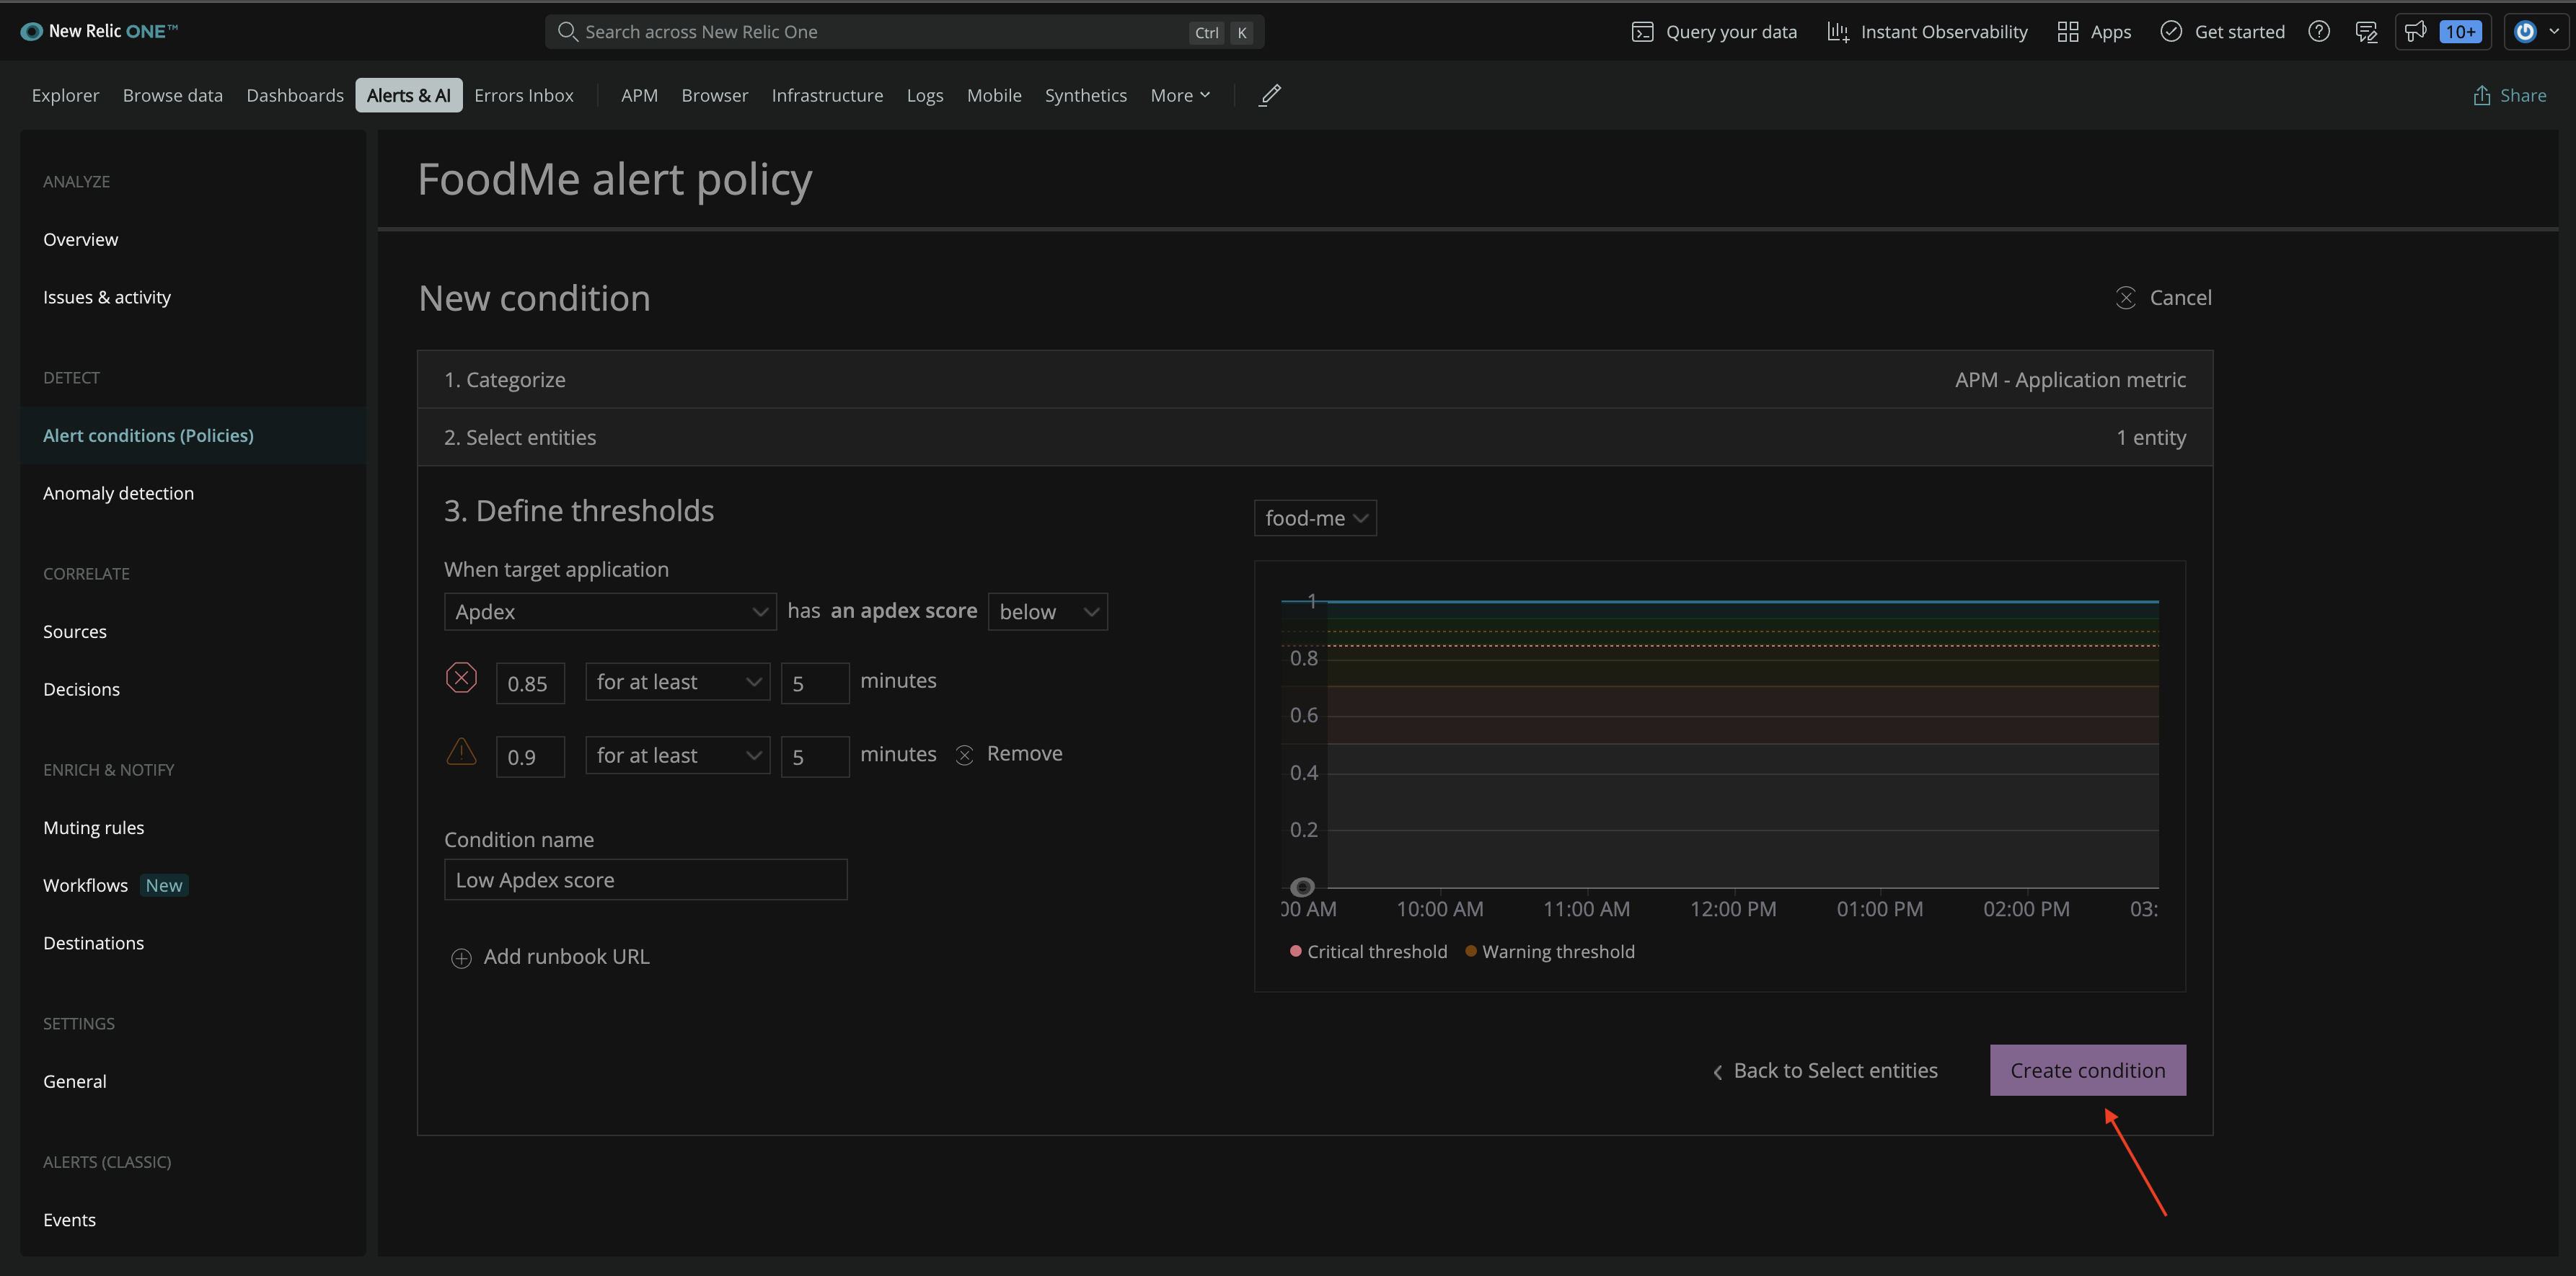 New Relic ONE™
Search across New Relic One
Ctrl K
Query your data
Instant Observability
Apps
Get started
10+
Explorer
Browse data
Dashboards
Alerts & AI
Errors Inbox
APM
Browser
Infrastructure
Logs
Mobile
Synthetics
More
Share
ANALYZE
Overview
Issues & activity
DETECT
Alert conditions (Policies)
Anomaly detection
CORRELATE
Sources
Decisions
ENRICH & NOTIFY
Muting rules
Workflows New
Destinations
SETTINGS
General
ALERTS (CLASSIC)
Events
FoodMe alert policy
New condition
Cancel
1. Categorize APM - Application metric
2. Select entities 1 entity
3. Define thresholds
When target application
Apdex has an apdex score below
0.85 for at least 5 minutes
0.9 for at least 5 minutes Remove
Condition name
Low Apdex score
Add runbook URL
food-me
1
0.8
0.6
0.4
0.2
00 AM 10:00 AM 11:00 AM 12:00 PM 01:00 PM 02:00 PM 03:
Critical threshold Warning threshold
Back to Select entities
Create condition